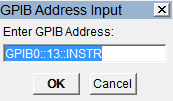 GPIB Address Input
Enter GPIB Address:
GPIB0::13::INSTR
OK Cancel